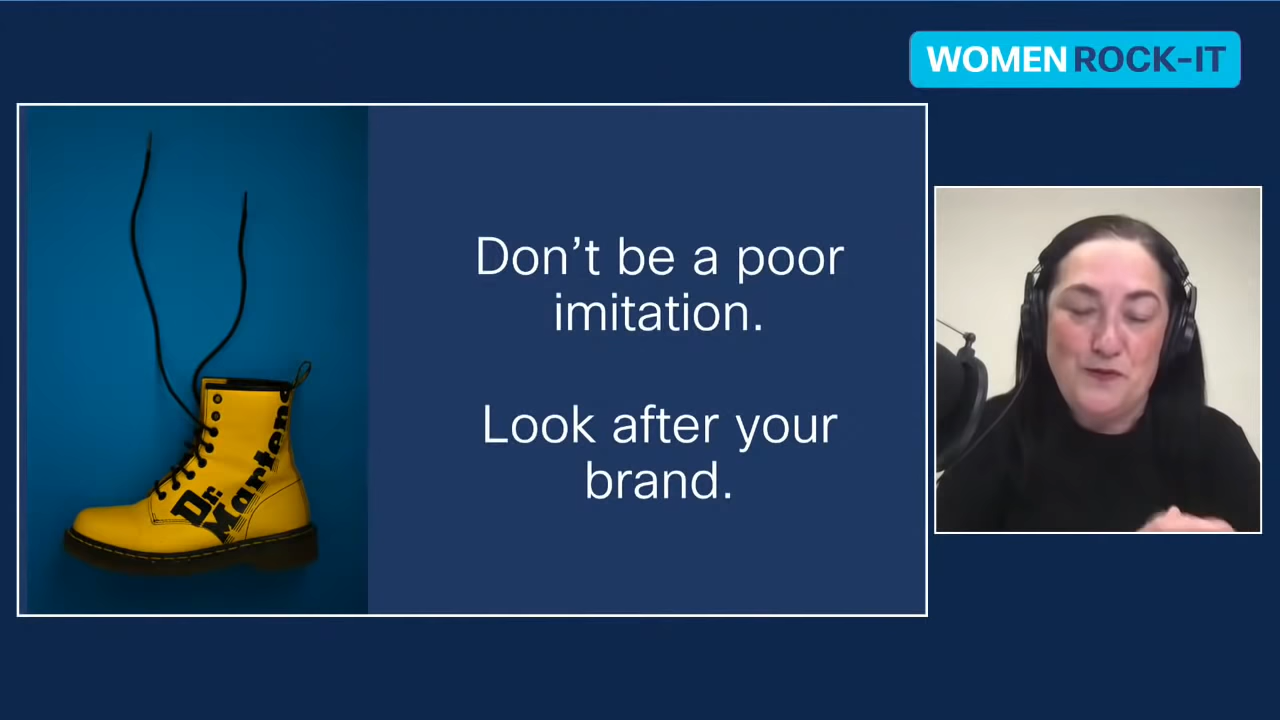 WOMEN ROCK-IT
Don't be a poor
imitation.
Look after your
brand.
Dr.
Martens